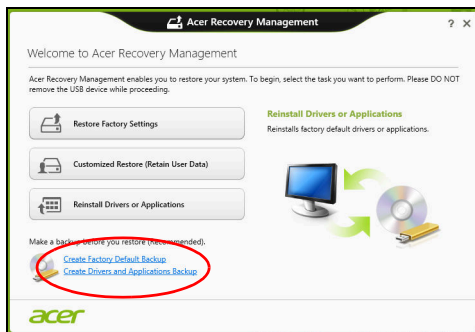 Acer Recovery Management
? X
Welcome to Acer Recovery Management
Acer Recovery Management enables you to restore your system. To begin, select the task you want to perform. Please DO NOT
remove the USB device while proceeding.
Restore Factory Settings
Customized Restore (Retain User Data)
Reinstall Drivers or Applications
Reinstall Drivers or Applications
Reinstalls factory default drivers or applications.
Make a backup before you restore (Recommended).
Create Factory Default Backup
Create Drivers and Applications Backup
acer